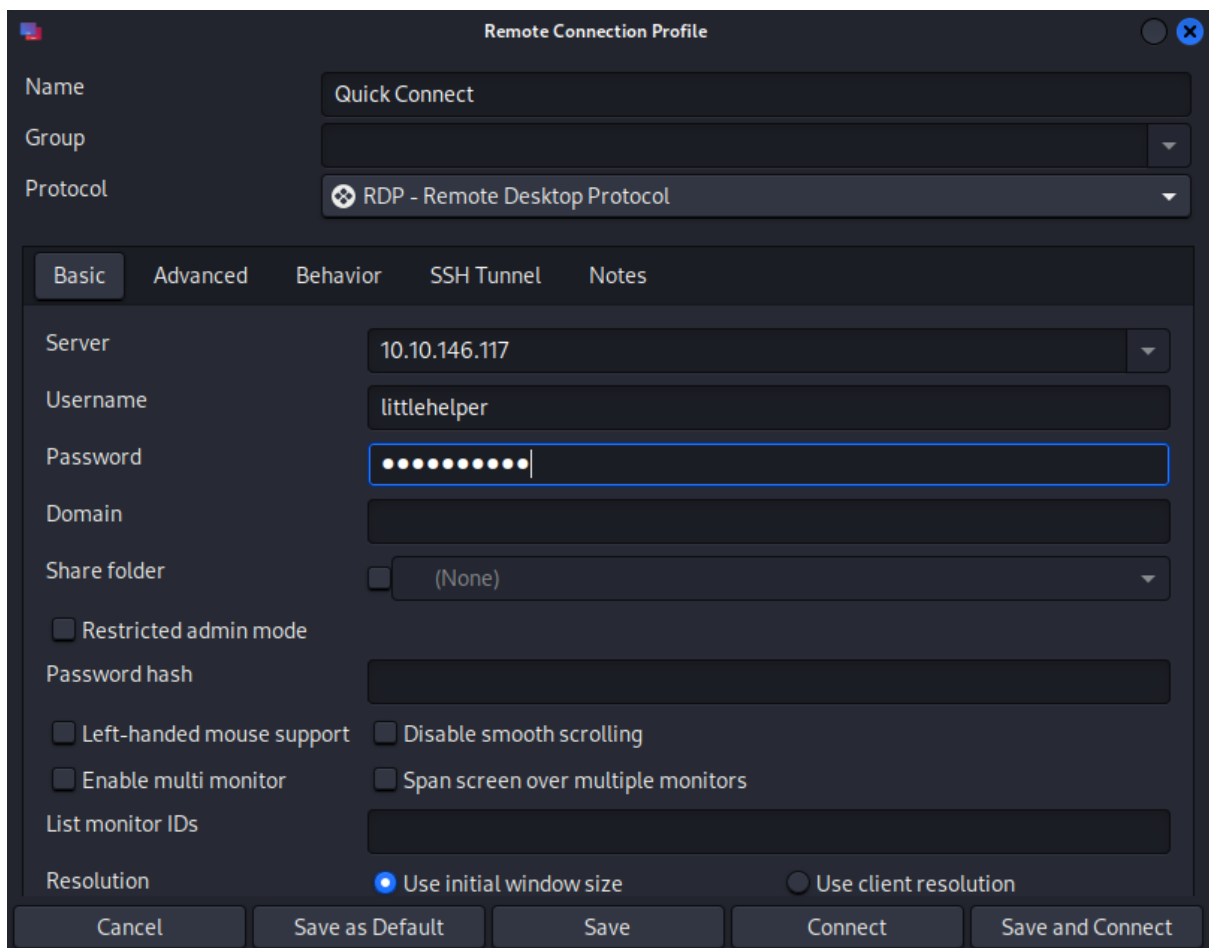 Remote Connection Profile
Name
Quick Connect
Group
Protocol
RDP - Remote Desktop Protocol
Basic Advanced Behavior SSH Tunnel Notes
Server
10.10.146.117
Username
littlehelper
Password
●●●●●●●●●●
Domain
Share folder
(None)
Restricted admin mode
Password hash
Left-handed mouse support Disable smooth scrolling
Enable multi monitor Span screen over multiple monitors
List monitor IDs
Resolution Use initial window size Use client resolution
Cancel Save as Default Save Connect Save and Connect